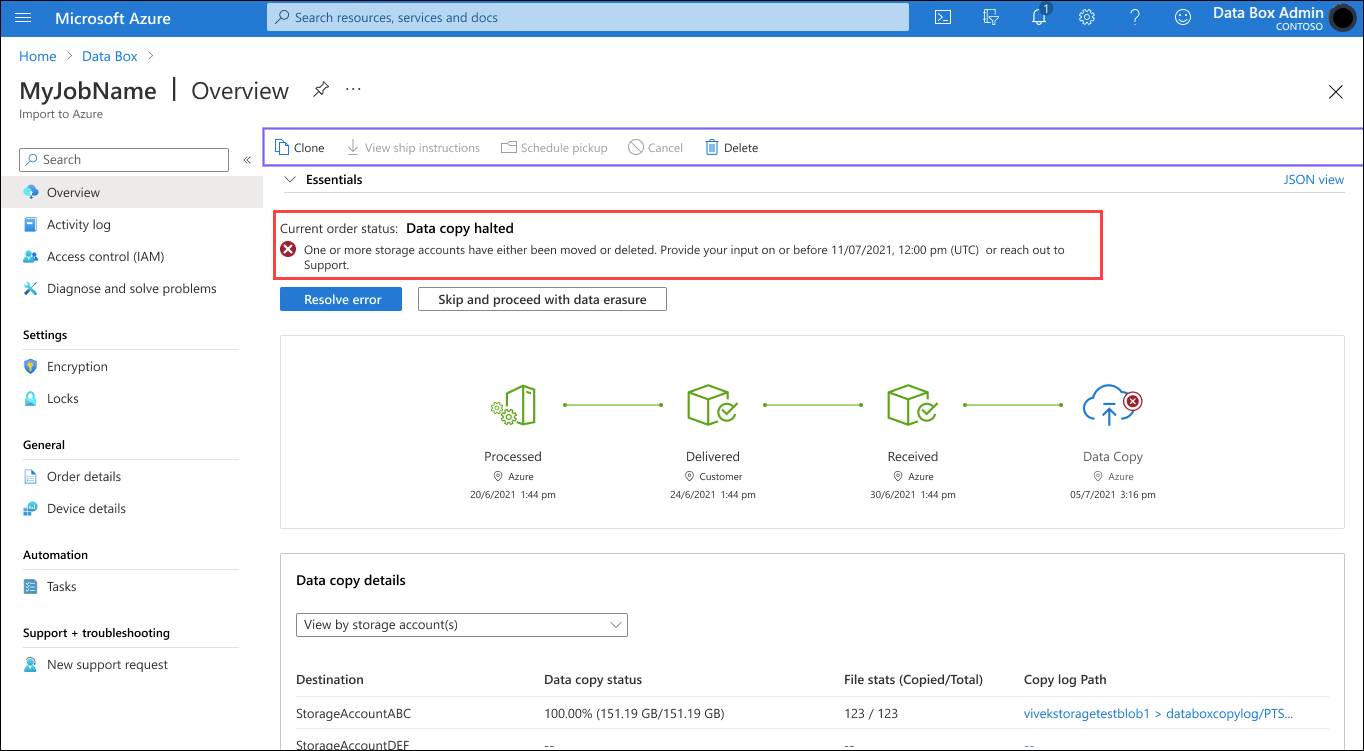 Microsoft Azure
Search resources, services and docs
1
Data Box Admin
CONTOSO
Home > Data Box >
MyJobName | Overview ...
Import to Azure
Search «
Overview
Activity log
Access control (IAM)
Diagnose and solve problems
Settings
Encryption
Locks
General
Order details
Device details
Automation
Tasks
Support + troubleshooting
New support request
Clone View ship instructions Schedule pickup Cancel Delete
Essentials JSON view
Current order status: Data copy halted
One or more storage accounts have either been moved or deleted. Provide your input on or before 11/07/2021, 12:00 pm (UTC) or reach out to
Support.
Resolve error Skip and proceed with data erasure
Processed Delivered Received Data Copy
Azure Customer Azure Azure
20/6/2021 1:44 pm 24/6/2021 1:44 pm 30/6/2021 1:44 pm 05/7/2021 3:16 pm
Data copy details
View by storage account(s)
Destination Data copy status File stats (Copied/Total) Copy log Path
StorageAccountABC 100.00% (151.19 GB/151.19 GB) 123 / 123 vivekstoragetestblob1 > databoxcopylog/PTS...
StorageAccountDEF -- -- --